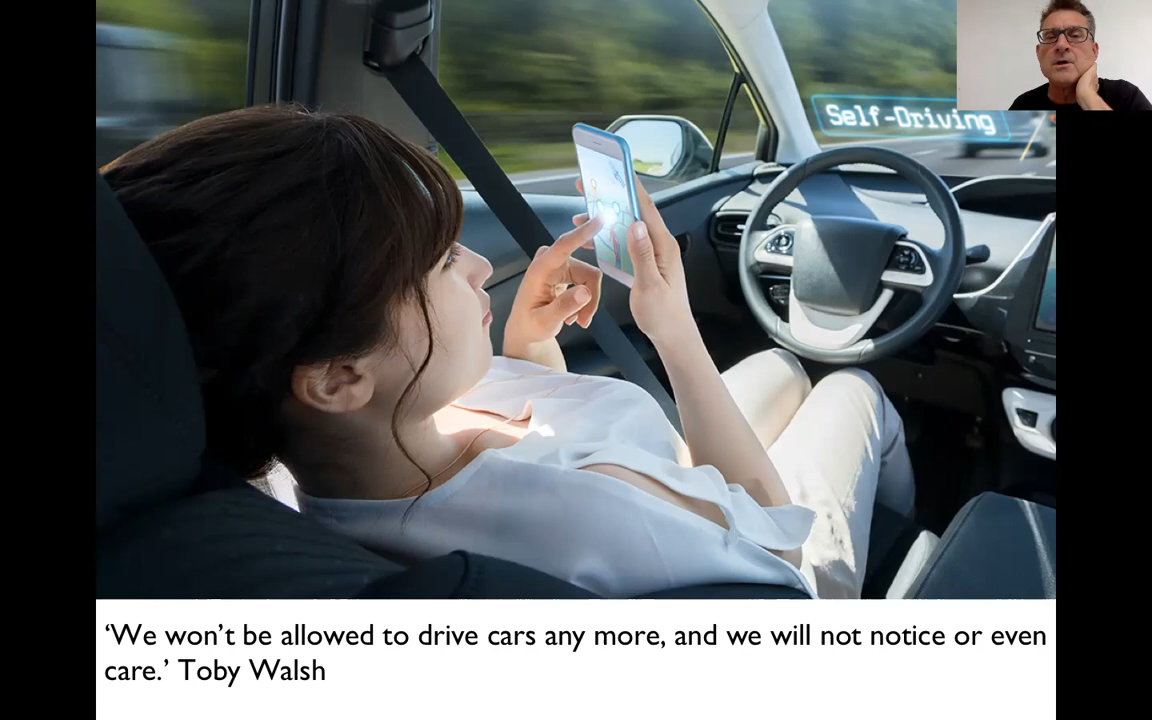 Self-Driving
‘We won’t be allowed to drive cars any more, and we will not notice or even
care.’ Toby Walsh